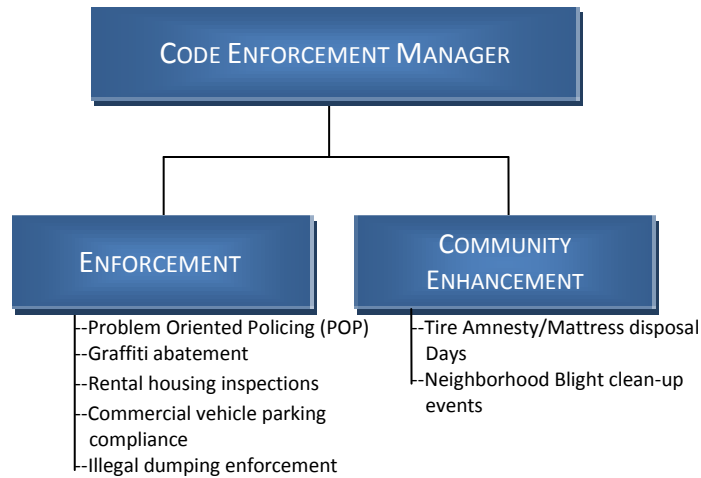 CODE ENFORCEMENT MANAGER
ENFORCEMENT
--Problem Oriented Policing (POP)
--Graffiti abatement
--Rental housing inspections
--Commercial vehicle parking
compliance
--Illegal dumping enforcement
COMMUNITY
ENHANCEMENT
--Tire Amnesty/Mattress disposal
Days
--Neighborhood Blight clean-up
events